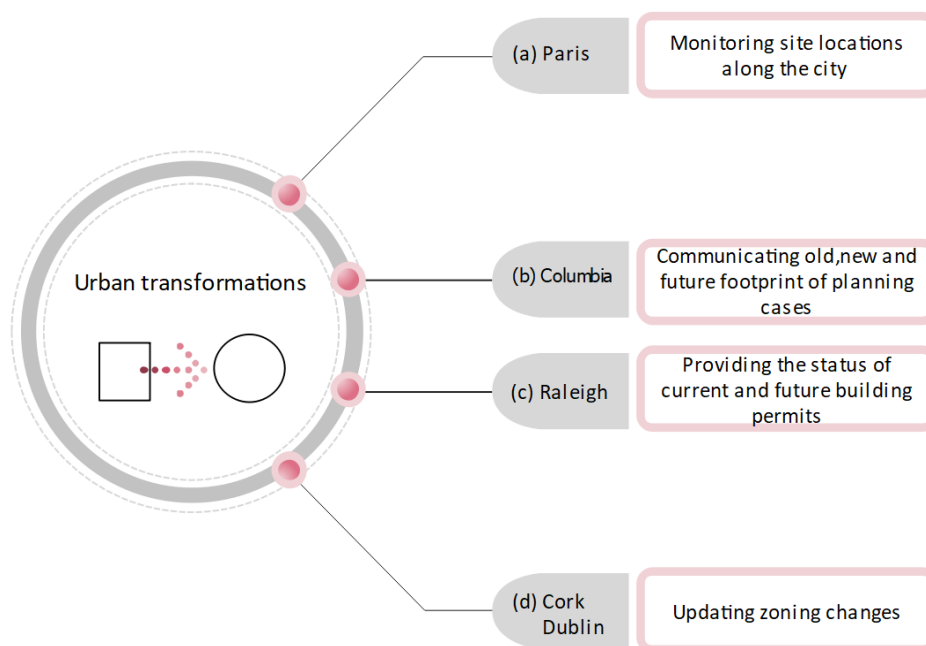 (a) Paris
Monitoring site locations
along the city
Urban transformations
(b) Columbia
Communicating old,new and
future footprint of planning
cases
(c) Raleigh
Providing the status of
current and future building
permits
(d) Cork
Dublin
Updating zoning changes